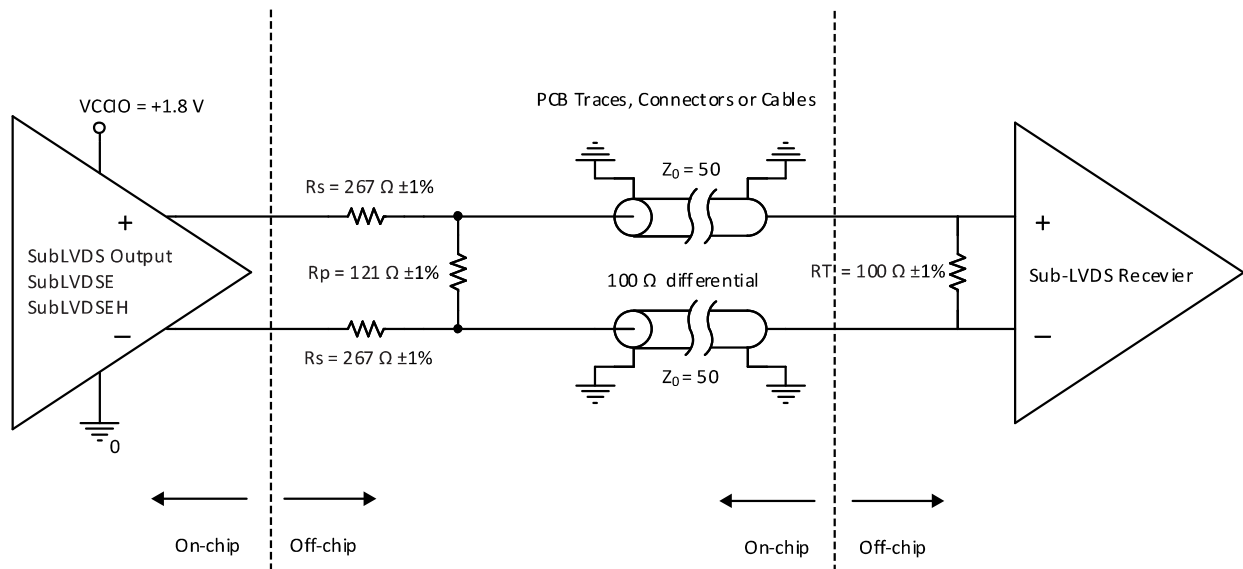 VCCIO = +1.8 V
PCB Traces, Connectors or Cables
Z0 = 50
Rs = 267 Ω ±1%
+
+
SubLVDS Output
SubLVDSE
SubLVDSEH
Rp = 121 Ω ±1%
100 Ω differential
RT = 100 Ω ±1%
Sub-LVDS Recevier
–
–
Rs = 267 Ω ±1%
Z0 = 50
0
On-chip
Off-chip
On-chip
Off-chip